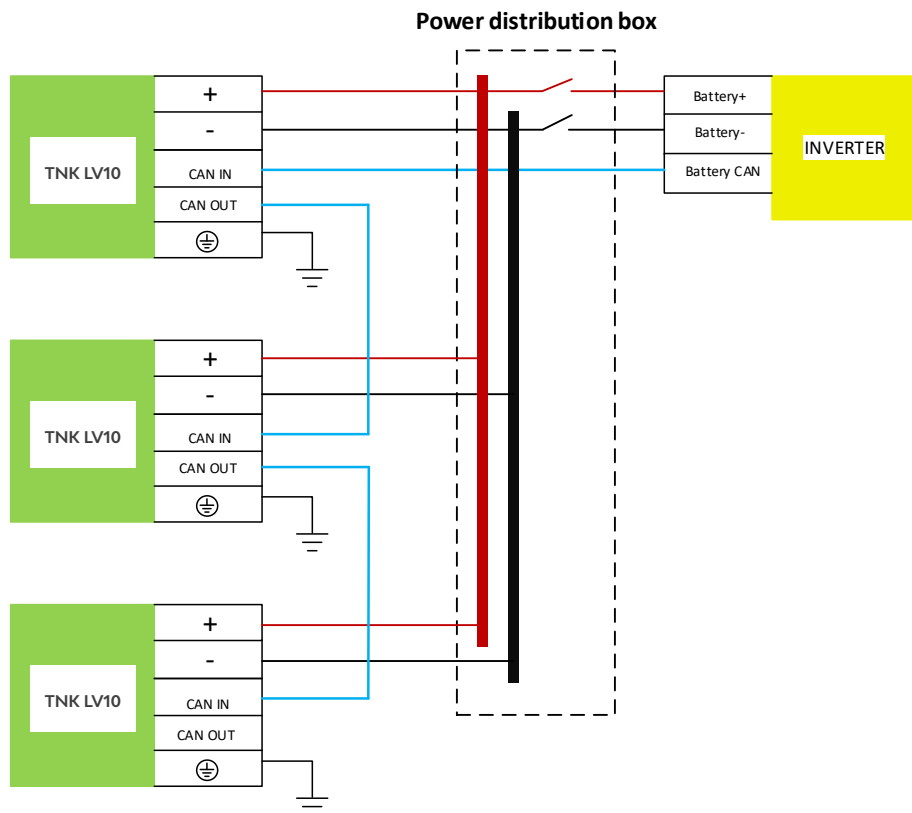 Power distribution box
TNK LV10
+
-
CAN IN
CAN OUT
Battery+
Battery-
Battery CAN
INVERTER
TNK LV10
+
-
CAN IN
CAN OUT
TNK LV10
+
-
CAN IN
CAN OUT